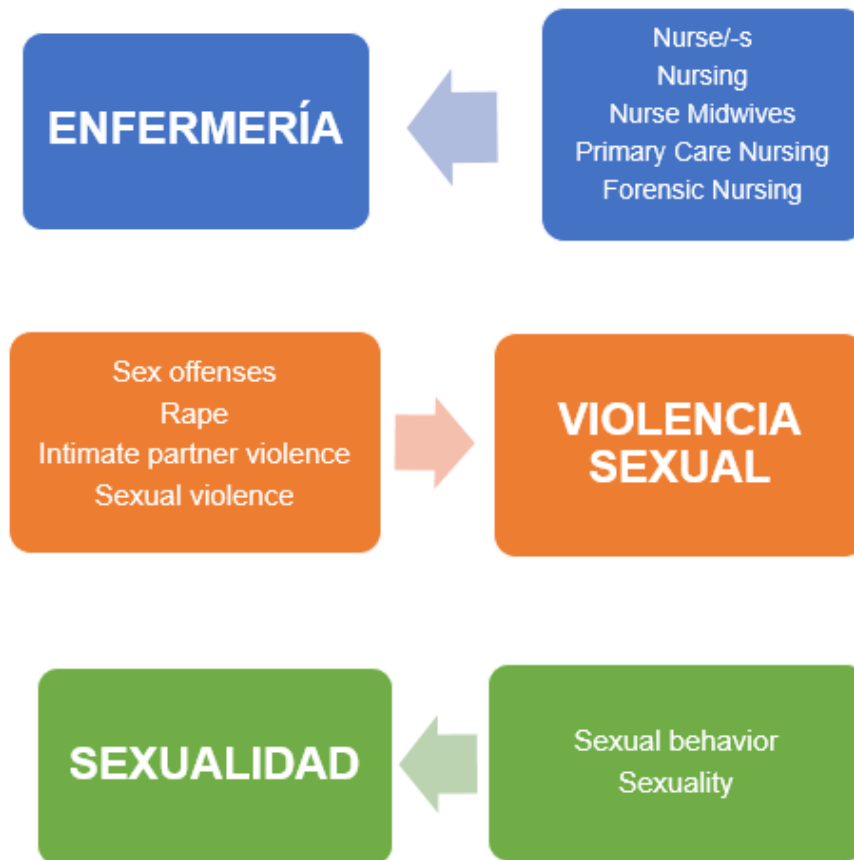 ENFERMERÍA
Nurse/-s
Nursing
Nurse Midwives
Primary Care Nursing
Forensic Nursing
Sex offenses
Rape
Intimate partner violence
Sexual violence
VIOLENCIA
SEXUAL
SEXUALIDAD
Sexual behavior
Sexuality